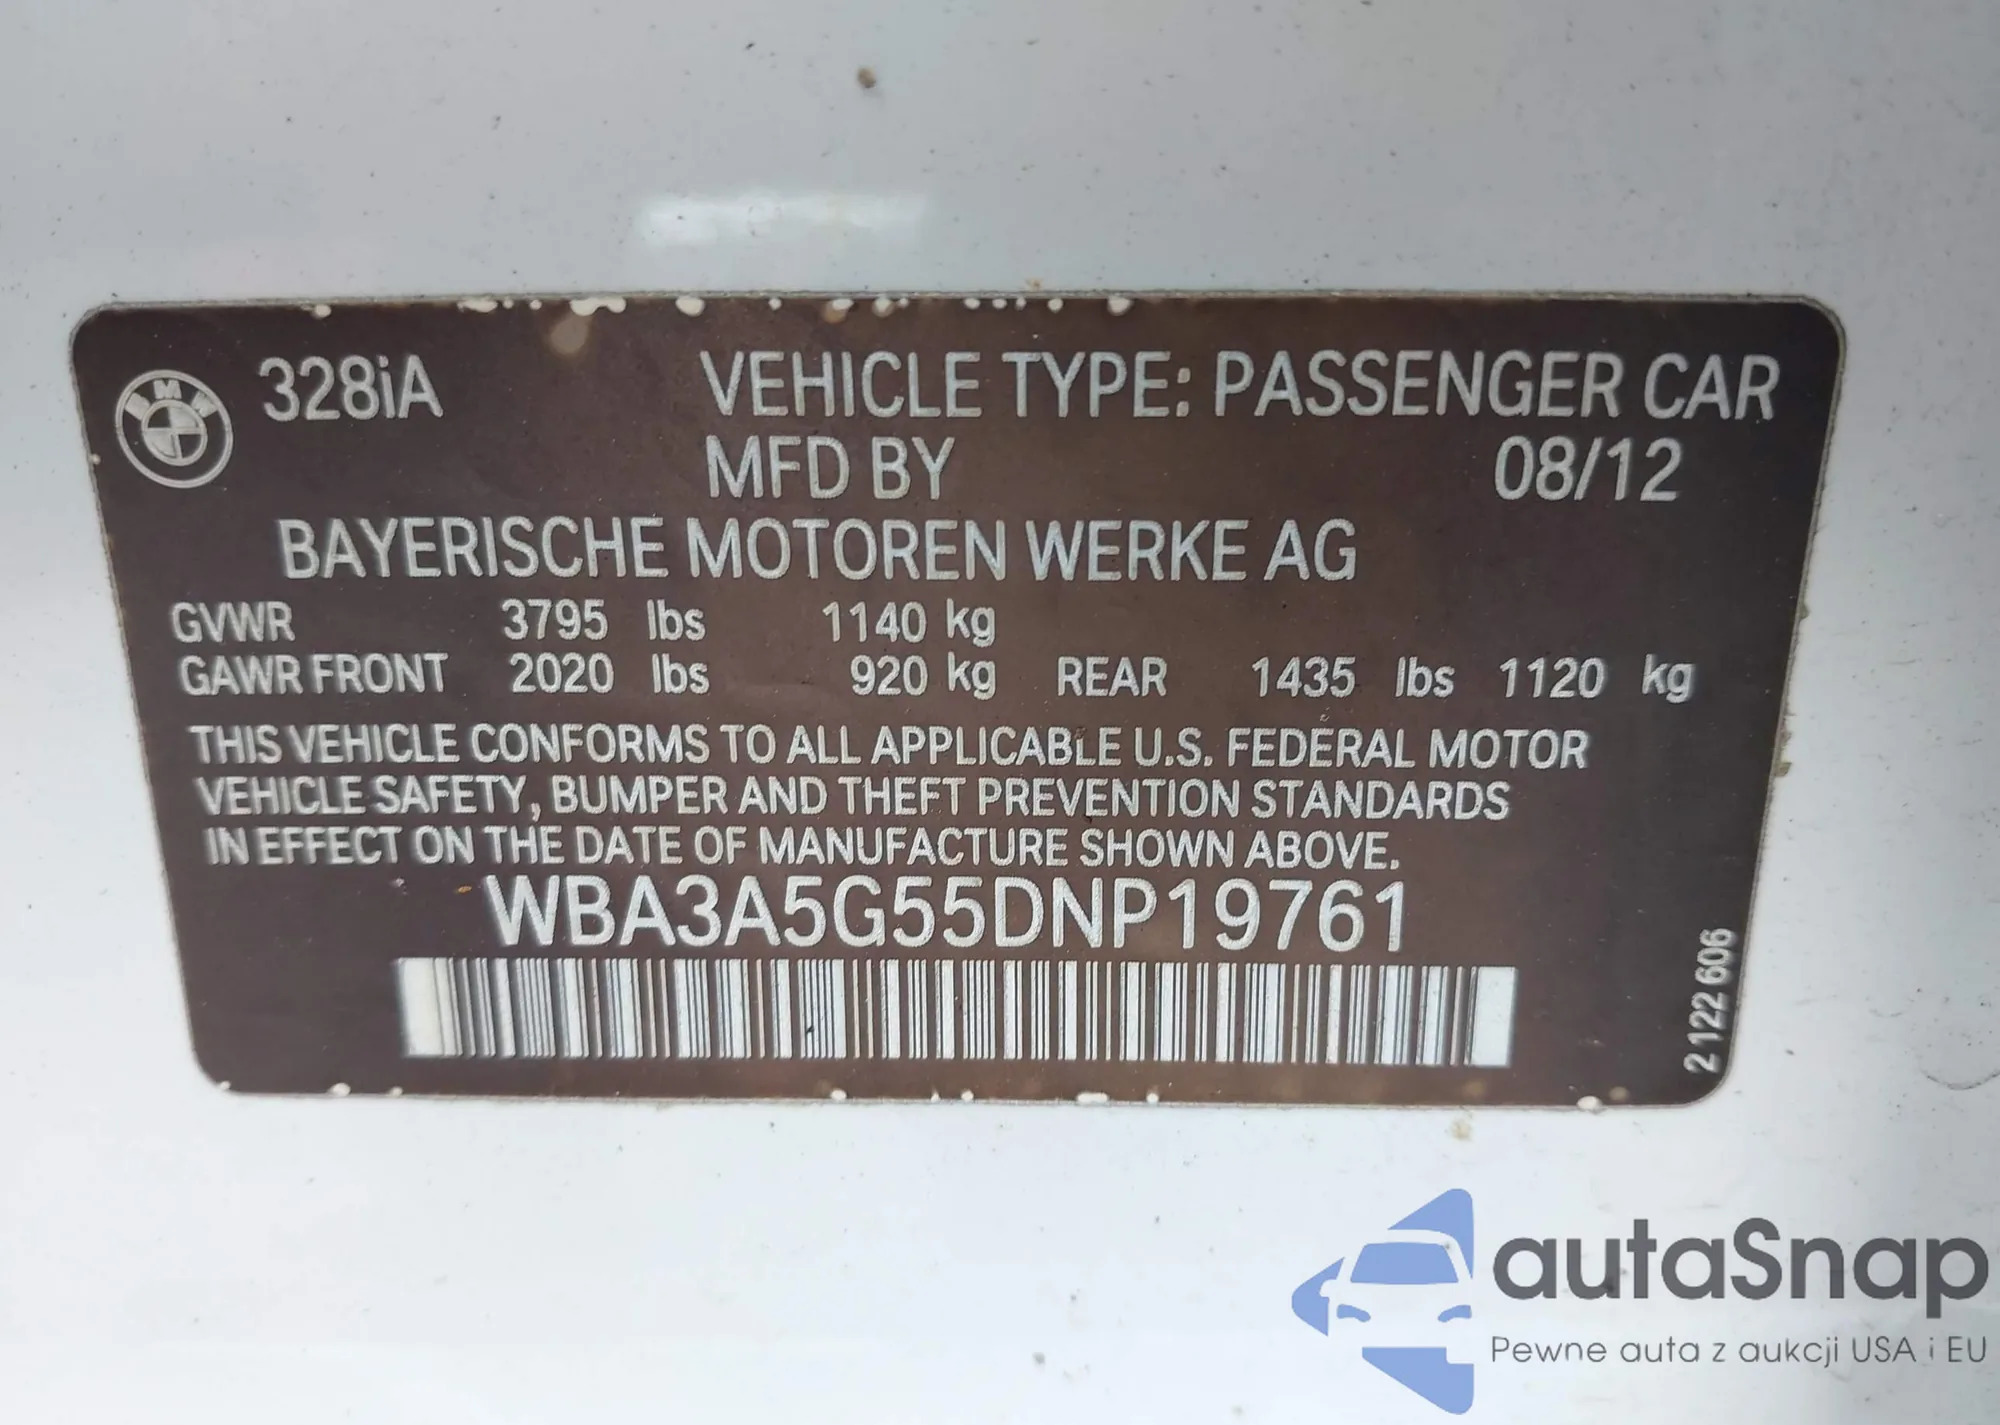 BMW
328iA VEHICLE TYPE: PASSENGER CAR
MFD BY 08/12
BAYERISCHE MOTOREN WERKE AG
GVWR 3795 lbs 1140 kg
GAWR FRONT 2020 lbs 920 kg REAR 1435 lbs 1120 kg
THIS VEHICLE CONFORMS TO ALL APPLICABLE U.S. FEDERAL MOTOR
VEHICLE SAFETY, BUMPER AND THEFT PREVENTION STANDARDS
IN EFFECT ON THE DATE OF MANUFACTURE SHOWN ABOVE.
WBA3A5G55DNP19761
2 122 606
autaSnap
Pewne auta z aukcji USA i EU